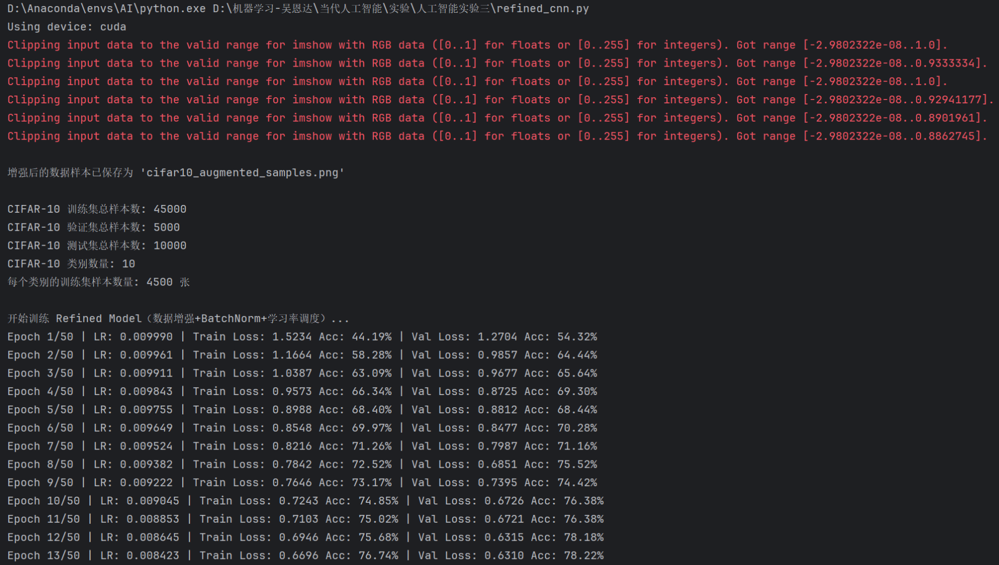 D:\Anaconda\envs\AI\python.exe D:\机器学习-吴恩达\当代人工智能\实验\人工智能实验三\refined_cnn.py
Using device: cuda
Clipping input data to the valid range for imshow with RGB data ([0..1] for floats or [0..255] for integers). Got range [-2.9802322e-08..1.0].
Clipping input data to the valid range for imshow with RGB data ([0..1] for floats or [0..255] for integers). Got range [-2.9802322e-08..0.9333334].
Clipping input data to the valid range for imshow with RGB data ([0..1] for floats or [0..255] for integers). Got range [-2.9802322e-08..1.0].
Clipping input data to the valid range for imshow with RGB data ([0..1] for floats or [0..255] for integers). Got range [-2.9802322e-08..0.92941177].
Clipping input data to the valid range for imshow with RGB data ([0..1] for floats or [0..255] for integers). Got range [-2.9802322e-08..0.8901961].
Clipping input data to the valid range for imshow with RGB data ([0..1] for floats or [0..255] for integers). Got range [-2.9802322e-08..0.8862745].
增强后的数据样本已保存为 'cifar10_augmented_samples.png'
CIFAR-10 训练集总样本数: 45000
CIFAR-10 验证集总样本数: 5000
CIFAR-10 测试集总样本数: 10000
CIFAR-10 类别数量: 10
每个类别的训练集样本数量: 4500 张
开始训练 Refined Model（数据增强+BatchNorm+学习率调度）...
Epoch 1/50 | LR: 0.009990 | Train Loss: 1.5234 Acc: 44.19% | Val Loss: 1.2704 Acc: 54.32%
Epoch 2/50 | LR: 0.009961 | Train Loss: 1.1664 Acc: 58.28% | Val Loss: 0.9857 Acc: 64.44%
Epoch 3/50 | LR: 0.009911 | Train Loss: 1.0387 Acc: 63.09% | Val Loss: 0.9677 Acc: 65.64%
Epoch 4/50 | LR: 0.009843 | Train Loss: 0.9573 Acc: 66.34% | Val Loss: 0.8725 Acc: 69.30%
Epoch 5/50 | LR: 0.009755 | Train Loss: 0.8988 Acc: 68.40% | Val Loss: 0.8812 Acc: 68.44%
Epoch 6/50 | LR: 0.009649 | Train Loss: 0.8548 Acc: 69.97% | Val Loss: 0.8477 Acc: 70.28%
Epoch 7/50 | LR: 0.009524 | Train Loss: 0.8216 Acc: 71.26% | Val Loss: 0.7987 Acc: 71.16%
Epoch 8/50 | LR: 0.009382 | Train Loss: 0.7842 Acc: 72.52% | Val Loss: 0.6851 Acc: 75.52%
Epoch 9/50 | LR: 0.009222 | Train Loss: 0.7646 Acc: 73.17% | Val Loss: 0.7395 Acc: 74.42%
Epoch 10/50 | LR: 0.009045 | Train Loss: 0.7243 Acc: 74.85% | Val Loss: 0.6726 Acc: 76.38%
Epoch 11/50 | LR: 0.008853 | Train Loss: 0.7103 Acc: 75.02% | Val Loss: 0.6721 Acc: 76.38%
Epoch 12/50 | LR: 0.008645 | Train Loss: 0.6946 Acc: 75.68% | Val Loss: 0.6315 Acc: 78.18%
Epoch 13/50 | LR: 0.008423 | Train Loss: 0.6696 Acc: 76.74% | Val Loss: 0.6310 Acc: 78.22%